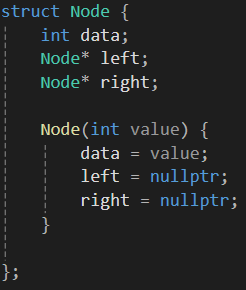 struct Node {
    int data;
    Node* left;
    Node* right;

    Node(int value) {
        data = value;
        left = nullptr;
        right = nullptr;
    }

};